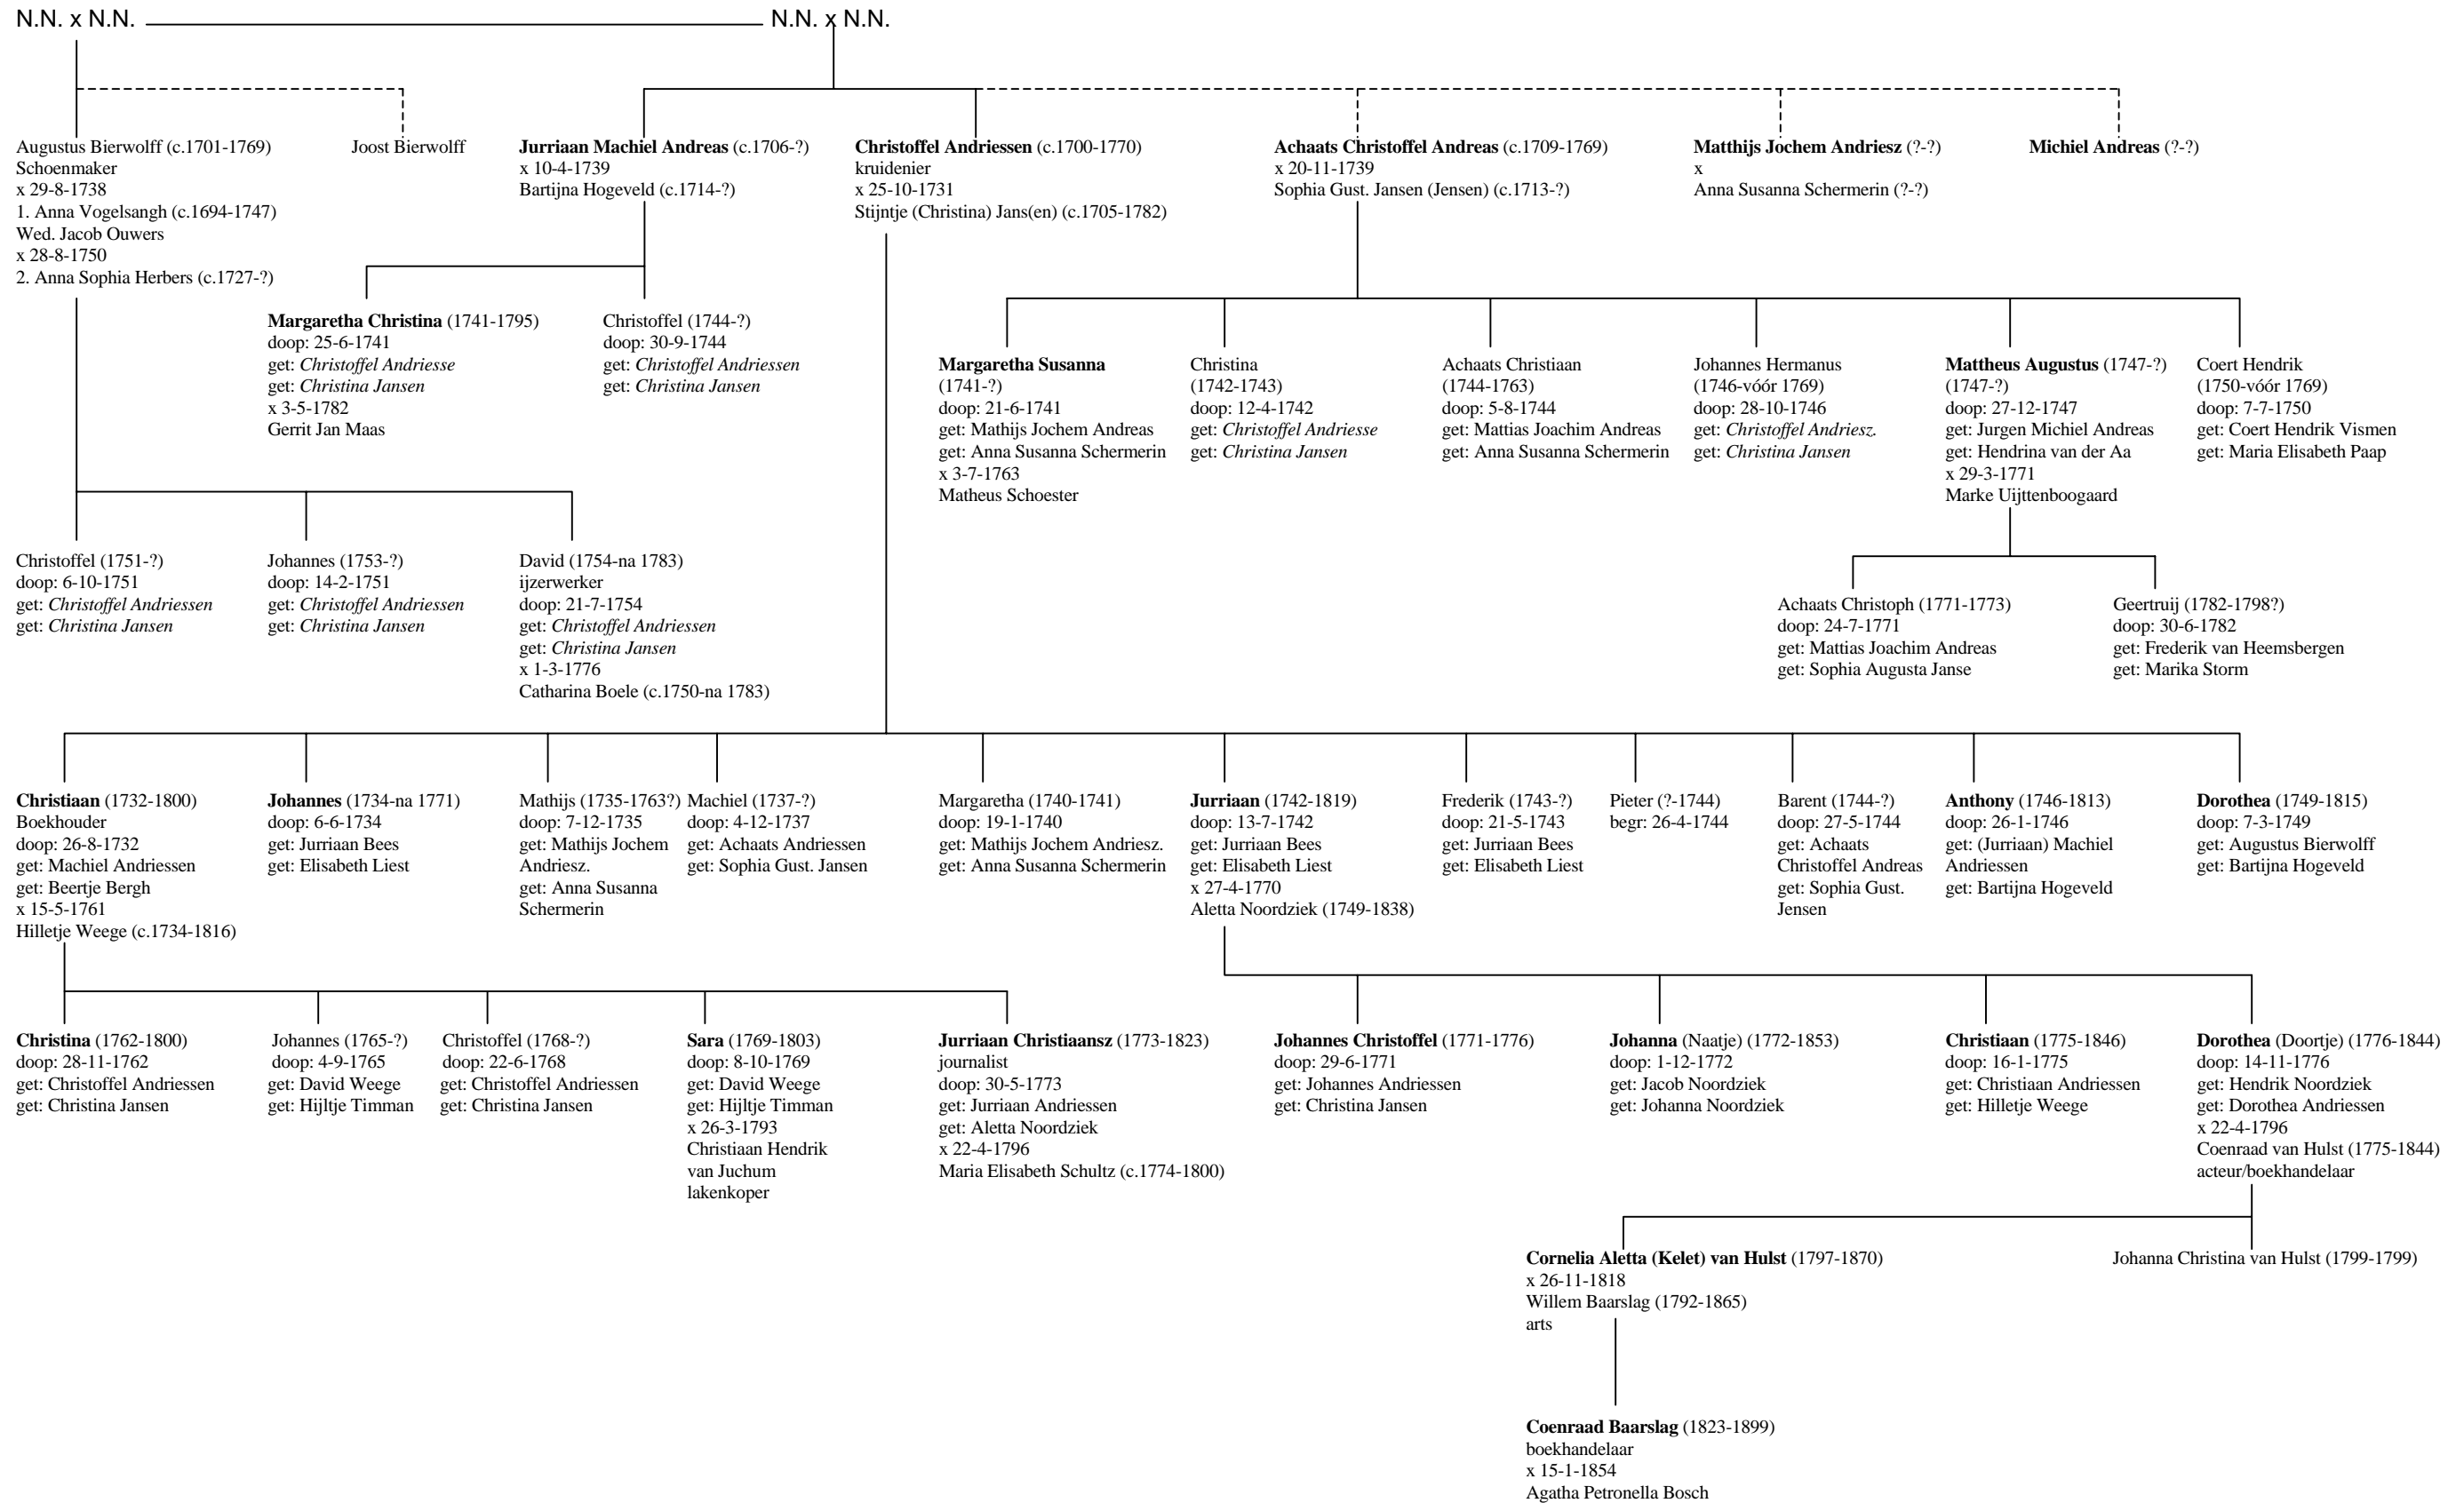 N.N. x N.N.
N.N. x N.N.
Augustus Bierwolff (c.1701-1769)
Schoenmaker
x 29-8-1738
1. Anna Vogelsangh (c.1694-1747)
Wed. Jacob Ouwers
x 28-8-1750
2. Anna Sophia Herbers (c.1727-?)
Joost Bierwolff
Jurriaan Machiel Andreas (c.1706-?)
x 10-4-1739
Bartijna Hogeveld (c.1714-?)
Christoffel Andriessen (c.1700-1770)
kruidenier
x 25-10-1731
Stijntje (Christina) Jans(en) (c.1705-1782)
Achaats Christoffel Andreas (c.1709-1769)
x 20-11-1739
Sophia Gust. Jansen (Jensen) (c.1713-?)
Matthijs Jochem Andriesz (?-?)
x
Anna Susanna Schermerin (?-?)
Michiel Andreas (?-?)
Margaretha Christina (1741-1795)
doop: 25-6-1741
get: Christoffel Andriesse
get: Christina Jansen
x 3-5-1782
Gerrit Jan Maas
Christoffel (1744-?)
doop: 30-9-1744
get: Christoffel Andriessen
get: Christina Jansen
Margaretha Susanna
(1741-?)
doop: 21-6-1741
get: Mathijs Jochem Andreas
get: Anna Susanna Schermerin
x 3-7-1763
Matheus Schoester
Christina
(1742-1743)
doop: 12-4-1742
get: Christoffel Andriesse
get: Christina Jansen
Achaats Christiaan
(1744-1763)
doop: 5-8-1744
get: Mattias Joachim Andreas
get: Anna Susanna Schermerin
Johannes Hermanus
(1746-vóór 1769)
doop: 28-10-1746
get: Christoffel Andriesz.
get: Christina Jansen
Mattheus Augustus (1747-?)
(1747-?)
doop: 27-12-1747
get: Jurgen Michiel Andreas
get: Hendrina van der Aa
x 29-3-1771
Marke Uijttenboogaard
Coert Hendrik
(1750-vóór 1769)
doop: 7-7-1750
get: Coert Hendrik Vismen
get: Maria Elisabeth Paap
Christoffel (1751-?)
doop: 6-10-1751
get: Christoffel Andriessen
get: Christina Jansen
Johannes (1753-?)
doop: 14-2-1751
get: Christoffel Andriessen
get: Christina Jansen
David (1754-na 1783)
ijzerwerker
doop: 21-7-1754
get: Christoffel Andriessen
get: Christina Jansen
x 1-3-1776
Catharina Boele (c.1750-na 1783)
Achaats Christoph (1771-1773)
doop: 24-7-1771
get: Mattias Joachim Andreas
get: Sophia Augusta Janse
Geertruij (1782-1798?)
doop: 30-6-1782
get: Frederik van Heemsbergen
get: Marika Storm
Christiaan (1732-1800)
Boekhouder
doop: 26-8-1732
get: Machiel Andriessen
get: Beertje Bergh
x 15-5-1761
Hilletje Weege (c.1734-1816)
Johannes (1734-na 1771)
doop: 6-6-1734
get: Jurriaan Bees
get: Elisabeth Liest
Mathijs (1735-1763?)
doop: 7-12-1735
get: Mathijs Jochem
Andriesz.
get: Anna Susanna
Schermerin
Machiel (1737-?)
doop: 4-12-1737
get: Achaats Andriessen
get: Sophia Gust. Jansen
Margaretha (1740-1741)
doop: 19-1-1740
get: Mathijs Jochem Andriesz.
get: Anna Susanna Schermerin
Jurriaan (1742-1819)
doop: 13-7-1742
get: Jurriaan Bees
get: Elisabeth Liest
x 27-4-1770
Aletta Noordziek (1749-1838)
Frederik (1743-?)
doop: 21-5-1743
get: Jurriaan Bees
get: Elisabeth Liest
Pieter (?-1744)
begr: 26-4-1744
Barent (1744-?)
doop: 27-5-1744
get: Achaats
Christoffel Andreas
get: Sophia Gust.
Jensen
Anthony (1746-1813)
doop: 26-1-1746
get: (Jurriaan) Machiel
Andriessen
get: Bartijna Hogeveld
Dorothea (1749-1815)
doop: 7-3-1749
get: Augustus Bierwolff
get: Bartijna Hogeveld
Christina (1762-1800)
doop: 28-11-1762
get: Christoffel Andriessen
get: Christina Jansen
Johannes (1765-?)
doop: 4-9-1765
get: David Weege
get: Hijltje Timman
Christoffel (1768-?)
doop: 22-6-1768
get: Christoffel Andriessen
get: Christina Jansen
Sara (1769-1803)
doop: 8-10-1769
get: David Weege
get: Hijltje Timman
x 26-3-1793
Christiaan Hendrik
van Juchum
lakenkoper
Jurriaan Christiaansz (1773-1823)
journalist
doop: 30-5-1773
get: Jurriaan Andriessen
get: Aletta Noordziek
x 22-4-1796
Maria Elisabeth Schultz (c.1774-1800)
Johannes Christoffel (1771-1776)
doop: 29-6-1771
get: Johannes Andriessen
get: Christina Jansen
Johanna (Naatje) (1772-1853)
doop: 1-12-1772
get: Jacob Noordziek
get: Johanna Noordziek
Christiaan (1775-1846)
doop: 16-1-1775
get: Christiaan Andriessen
get: Hilletje Weege
Dorothea (Doortje) (1776-1844)
doop: 14-11-1776
get: Hendrik Noordziek
get: Dorothea Andriessen
x 22-4-1796
Coenraad van Hulst (1775-1844)
acteur/boekhandelaar
Cornelia Aletta (Kelet) van Hulst (1797-1870)
x 26-11-1818
Willem Baarslag (1792-1865)
arts
Johanna Christina van Hulst (1799-1799)
Coenraad Baarslag (1823-1899)
boekhandelaar
x 15-1-1854
Agatha Petronella Bosch